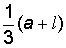 1/3 (a + l)